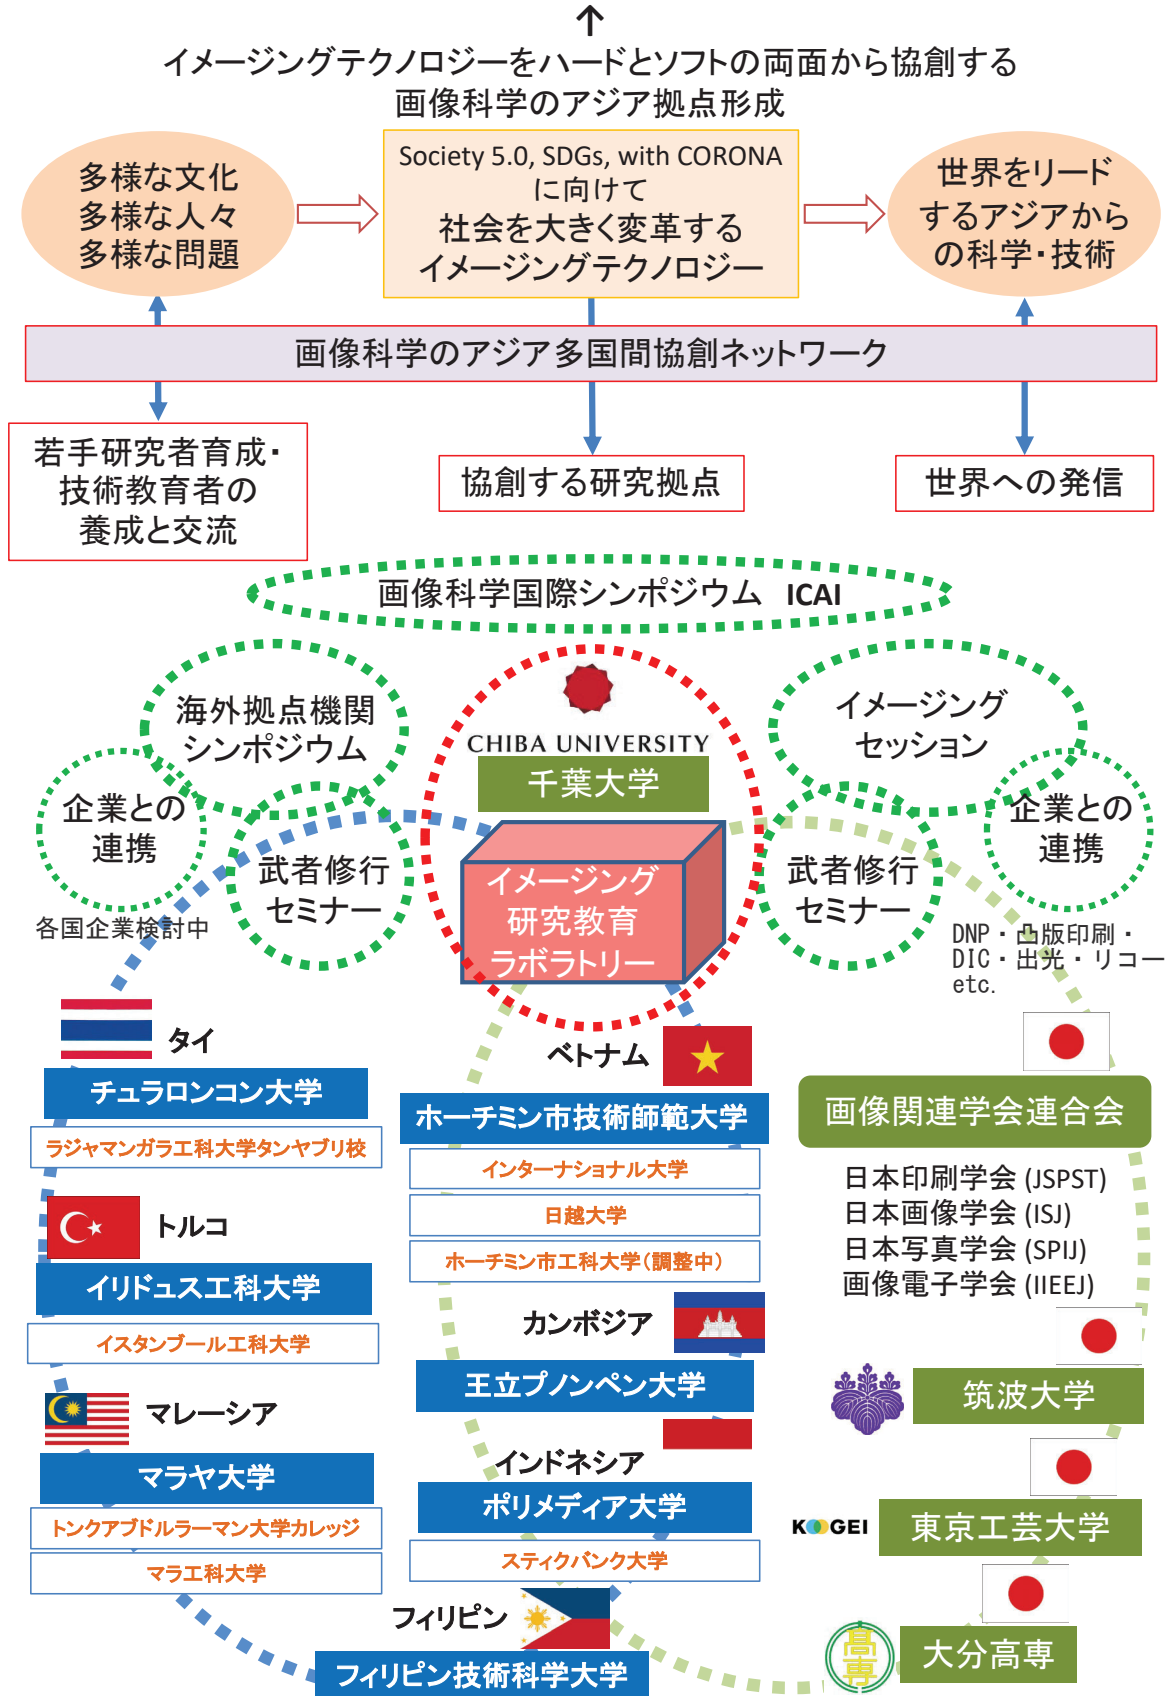 ↑
イメージングテクノロジーをハードとソフトの両面から協創する
画像科学のアジア拠点形成
多様な文化
多様な人々
多様な問題
Society 5.0, SDGs, with CORONA
に向けて
社会を大きく変革する
イメージングテクノロジー
世界をリード
するアジアから
の科学・技術
画像科学のアジア多国間協創ネットワーク
若手研究者育成・
技術教育者の
養成と交流
協創する研究拠点
世界への発信
画像科学国際シンポジウム ICAI
海外拠点機関
シンポジウム
企業との
連携
武者修行
セミナー
各国企業検討中
CHIBA UNIVERSITY
千葉大学
イメージング
研究教育
ラボラトリー
イメージング
セッション
企業との
連携
武者修行
セミナー
DNP・凸版印刷・
DIC・出光・リコー
etc.
タイ
チュラロンコン大学
ラジャマンガラ工科大学タンヤブリ校
トルコ
イリドュス工科大学
イスタンブール工科大学
マレーシア
マラヤ大学
トンクアブドルラーマン大学カレッジ
マラ工科大学
ベトナム
ホーチミン市技術師範大学
インターナショナル大学
日越大学
ホーチミン市工科大学(調整中)
カンボジア
王立プノンペン大学
インドネシア
ポリメディア大学
スティクバンク大学
フィリピン
フィリピン技術科学大学
画像関連学会連合会
日本印刷学会 (JSPST)
日本画像学会 (ISJ)
日本写真学会 (SPIJ)
画像電子学会 (IIEEJ)
筑波大学
KOGEI
東京工芸大学
高専
大分高専